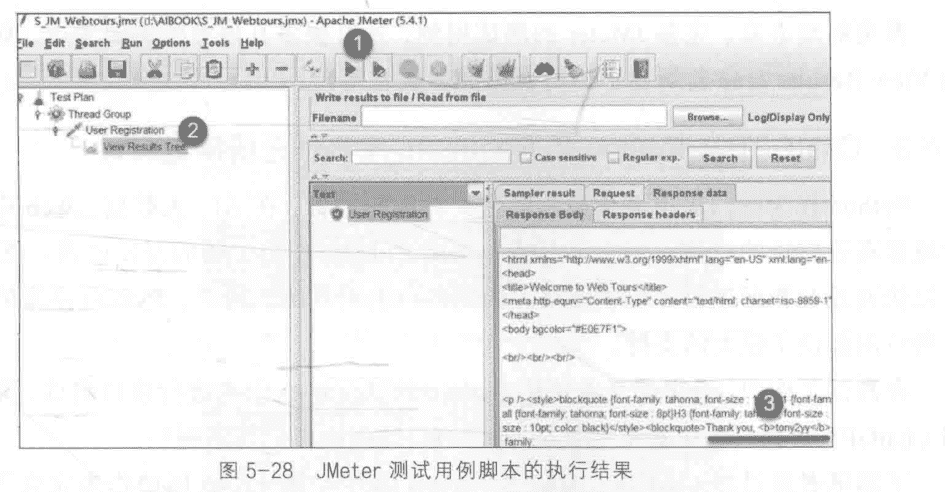 S_JM_Webtours.jmx (d:\AIBOOK\S_JM_Webtours.jmx) - Apache JMeter (5.4.1)
File Edit Search Run Options Tools Help
1
Test Plan
Thread Group
User Registration
2
View Results Tree
Write results to file / Read from file
Filename Browse... Log/Display Only
Search: Case sensitive Regular exp. Search Reset
Text
User Registration
Sampler result Request Response data
Response Body Response headers
<html xmlns="http://www.w3.org/1999/xhtml" lang="en-US" xml:lang="en-
<head>
<title>Welcome to Web Tours</title>
<meta http-equiv="Content-Type" content="text/html; charset=iso-8859-1"
</head>
<body bgcolor="#E0E7F1">
<br/><br/><br/>
<p /><style>blockquote {font-family: tahoma; font-size : {font-fam
all {font-family: tahoma; font-size : 8pt}H3 {font-family: font-size :
3
size : 10pt; color: black}</style><blockquote>Thank you, <b>tony2yy</b>
family
图 5-28 JMeter 测试用例脚本的执行结果